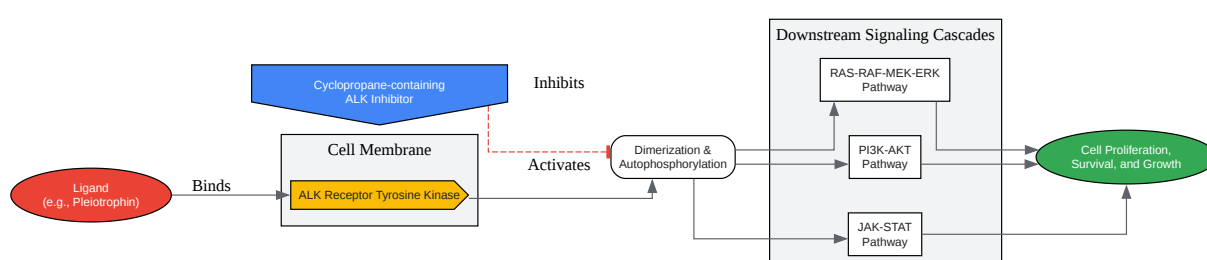 Downstream Signaling Cascades
RAS-RAF-MEK-ERK
Pathway
Cyclopropane-containing
ALK Inhibitor
Inhibits
Cell Membrane
Dimerization &
Autophosphorylation
PI3K-AKT
Pathway
Cell Proliferation,
Survival, and Growth
Activates
Ligand
(e.g., Pleiotrophin)
Binds
ALK Receptor Tyrosine Kinase
JAK-STAT
Pathway